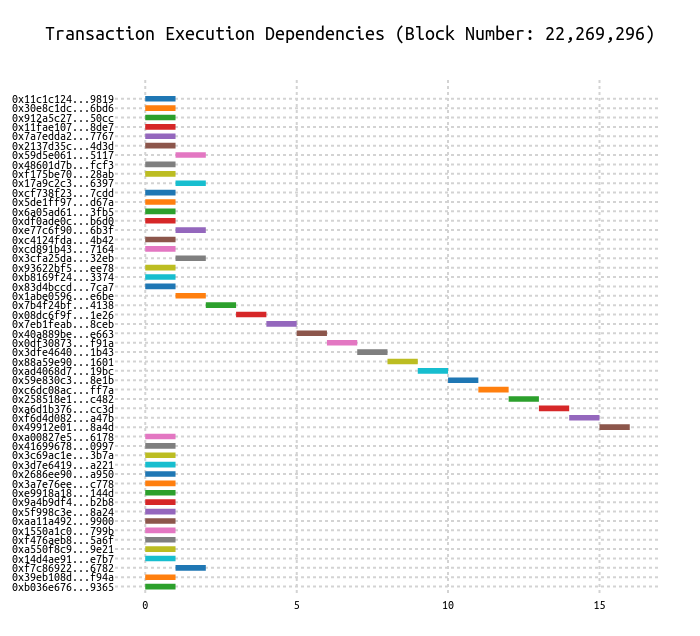 Transaction Execution Dependencies (Block Number: 22,269,296)
0x11c1c124...9819
0x30e8c1dc...6bd6
0x912a5c27...50cc
0x11fae107...8de7
0x7a7edda2...7767
0x2137d35c...4d3d
0x59d5e061...5117
0x48601d7b...fcf3
0xf175be70...28ab
0x17a9c2c3...6397
0xcf738f23...7cdd
0x5de1ff97...d67a
0x6a05ad61...3fb5
0xdf0ade0c...b6d0
0xe77c6f90...6b3f
0xc4124fda...4b42
0xcd891b43...7164
0x3cfa25da...32eb
0x93622bf5...ee78
0xb8169f24...3374
0x83d4bccd...7ca7
0x1abe0596...e6be
0x7b4f24bf...4138
0x08dc6f9f...1e26
0x7eb1feab...8ceb
0x40a889be...e663
0x0df30873...f91a
0x3dfe4640...1b43
0x88a59e90...1601
0xad4068d7...19bc
0x59e830c3...8e1b
0xc6dc08ac...ff7a
0x258518e1...c482
0xa6d1b376...cc3d
0xf6d4d082...a47b
0x49912e01...8a4d
0xa00827e5...6178
0x41699678...0997
0x3c69ac1e...3b7a
0x3d7e6419...a221
0x2686ee90...a950
0x3a7e76ee...c778
0xe9918a18...144d
0x9a4b9df4...b2b8
0x5f998c3e...8a24
0xaa11a492...9900
0x1550a1c0...799b
0xf476aeb8...5a6f
0xa550f8c9...9e21
0x14d4ae91...e7b7
0xf7c86922...6782
0x39eb108d...f94a
0xb036e676...9365
0 5 10 15